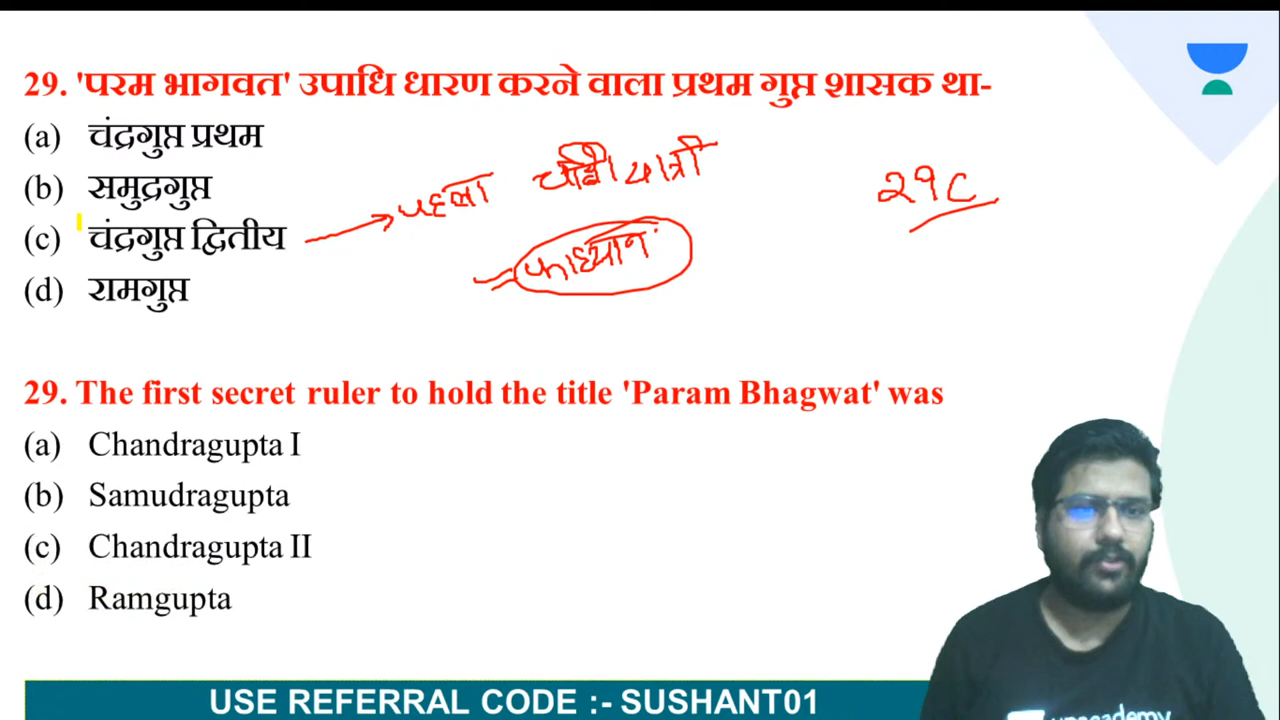 29. 'परम भागवत' उपाधि धारण करने वाला प्रथम गुप्त शासक था-
(a) चंद्रगुप्त प्रथम
(b) समुद्रगुप्त
(c) चंद्रगुप्त द्वितीय
(d) रामगुप्त
पहला यात्री
29. The first secret ruler to hold the title 'Param Bhagwat' was
(a) Chandragupta I
(b) Samudragupta
(c) Chandragupta II
(d) Ramgupta
USE REFERRAL CODE :- SUSHANT01